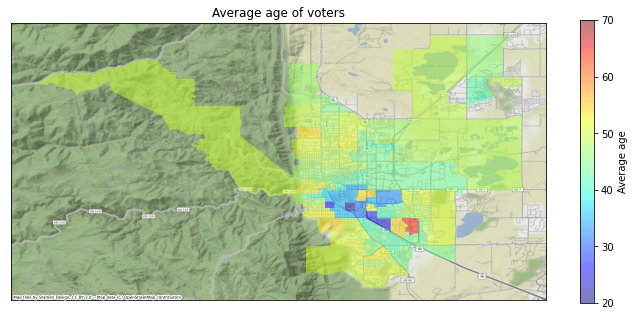 Average age of voters
70
60
50
40
30
20
Average age
Map tiles by Stamen Design, CC BY 3.0 -- Map data (C) OpenStreetMap contributors